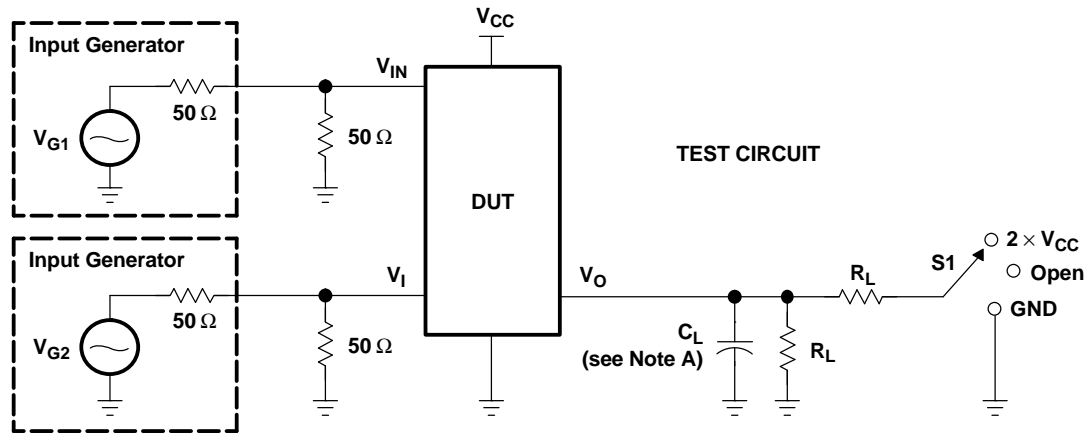 Input Generator
V_G1
50 Ω
50 Ω
V_IN
V_CC
DUT
TEST CIRCUIT
Input Generator
V_G2
50 Ω
50 Ω
V_I
V_O
C_L
(see Note A)
R_L
R_L
S1
2 × V_CC
Open
GND